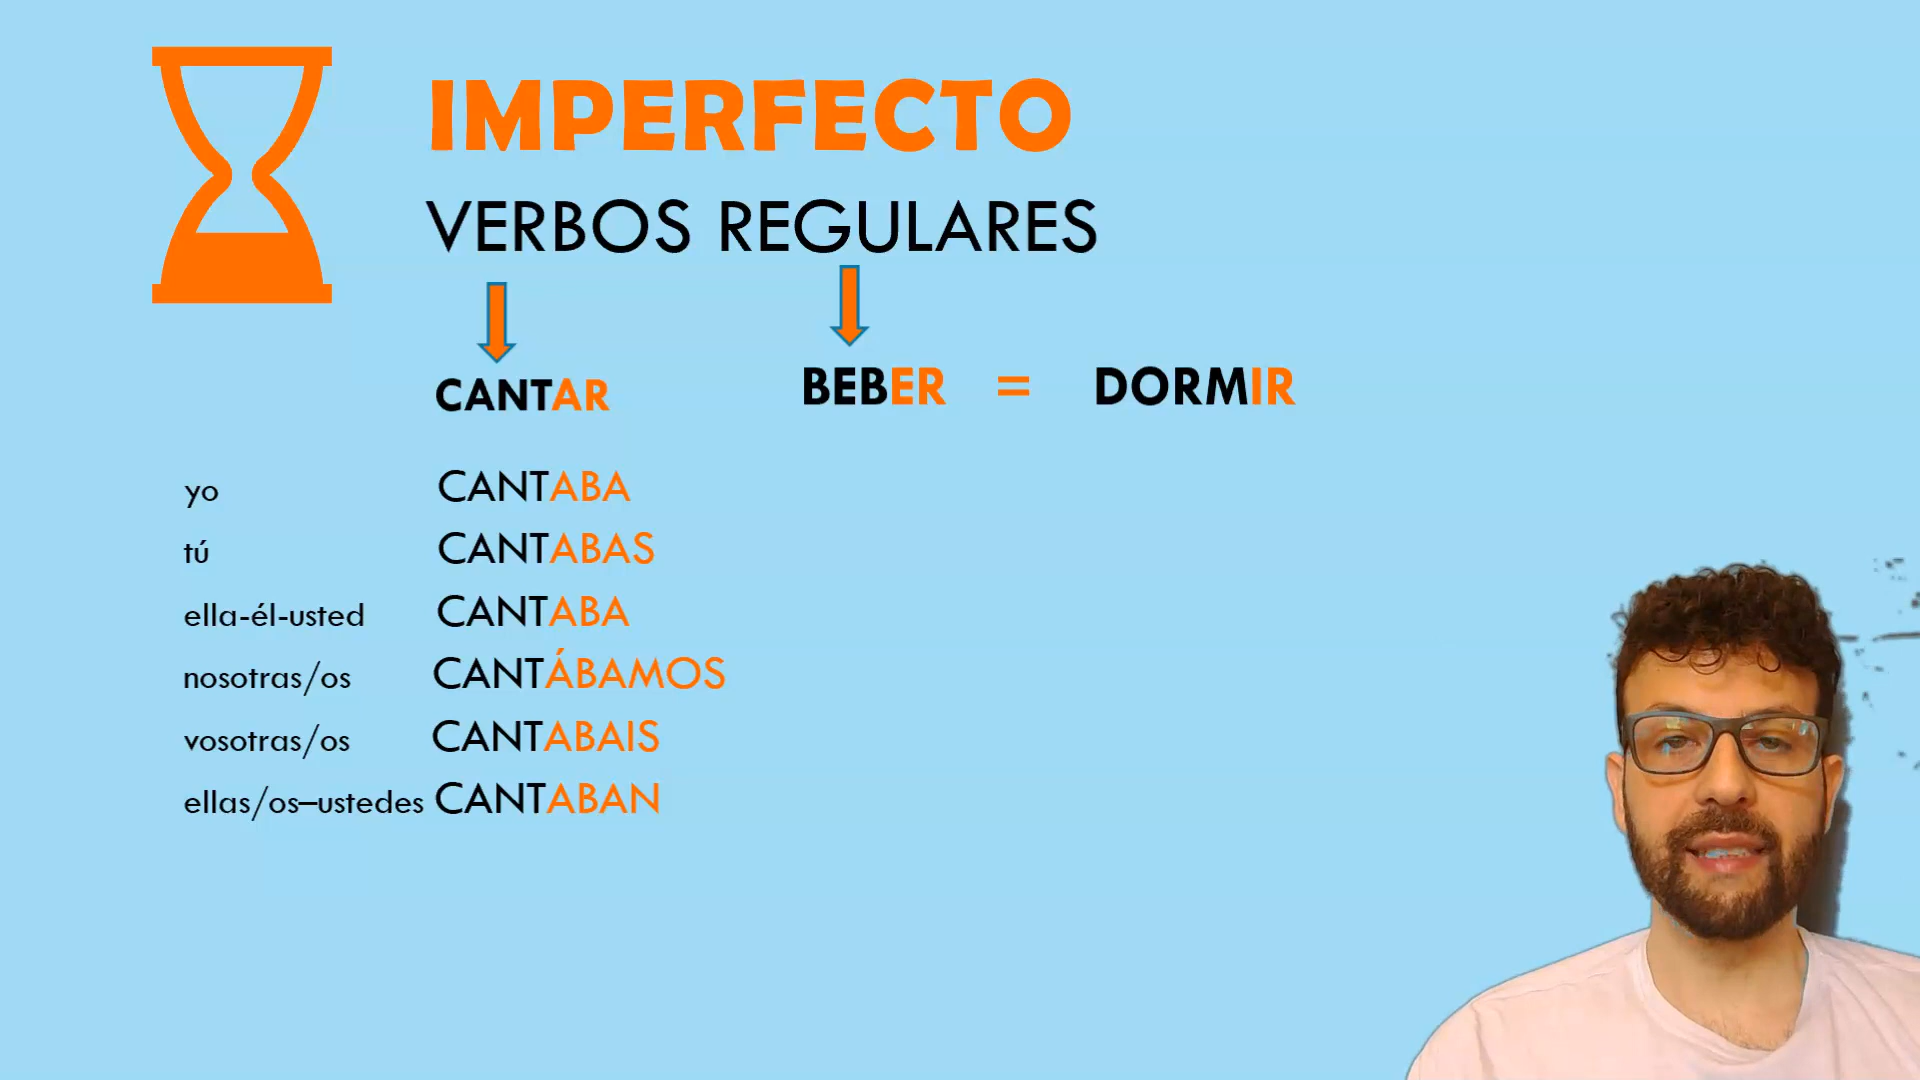 IMPERFECTO
VERBOS REGULARES
CANTAR BEBER = DORMIR
yo CANTABA
tú CANTABAS
ella-él-usted CANTABA
nosotras/os CANTÁBAMOS
vosotras/os CANTABAIS
ellas/os–ustedes CANTABAN